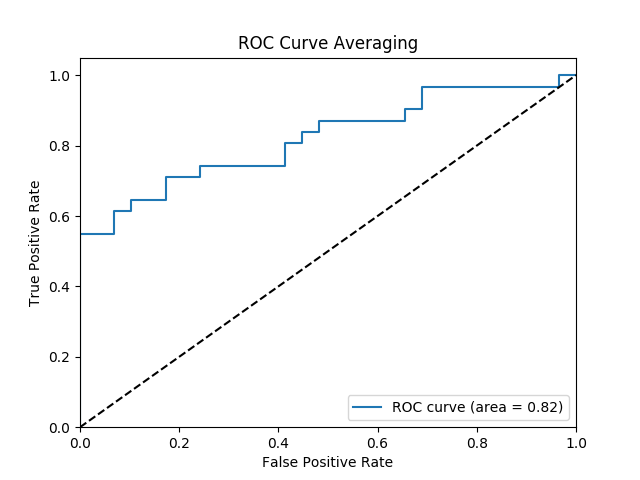 ROC Curve Averaging
True Positive Rate
1.0
0.8
0.6
0.4
0.2
0.0
0.0 0.2 0.4 0.6 0.8 1.0
False Positive Rate
ROC curve (area = 0.82)